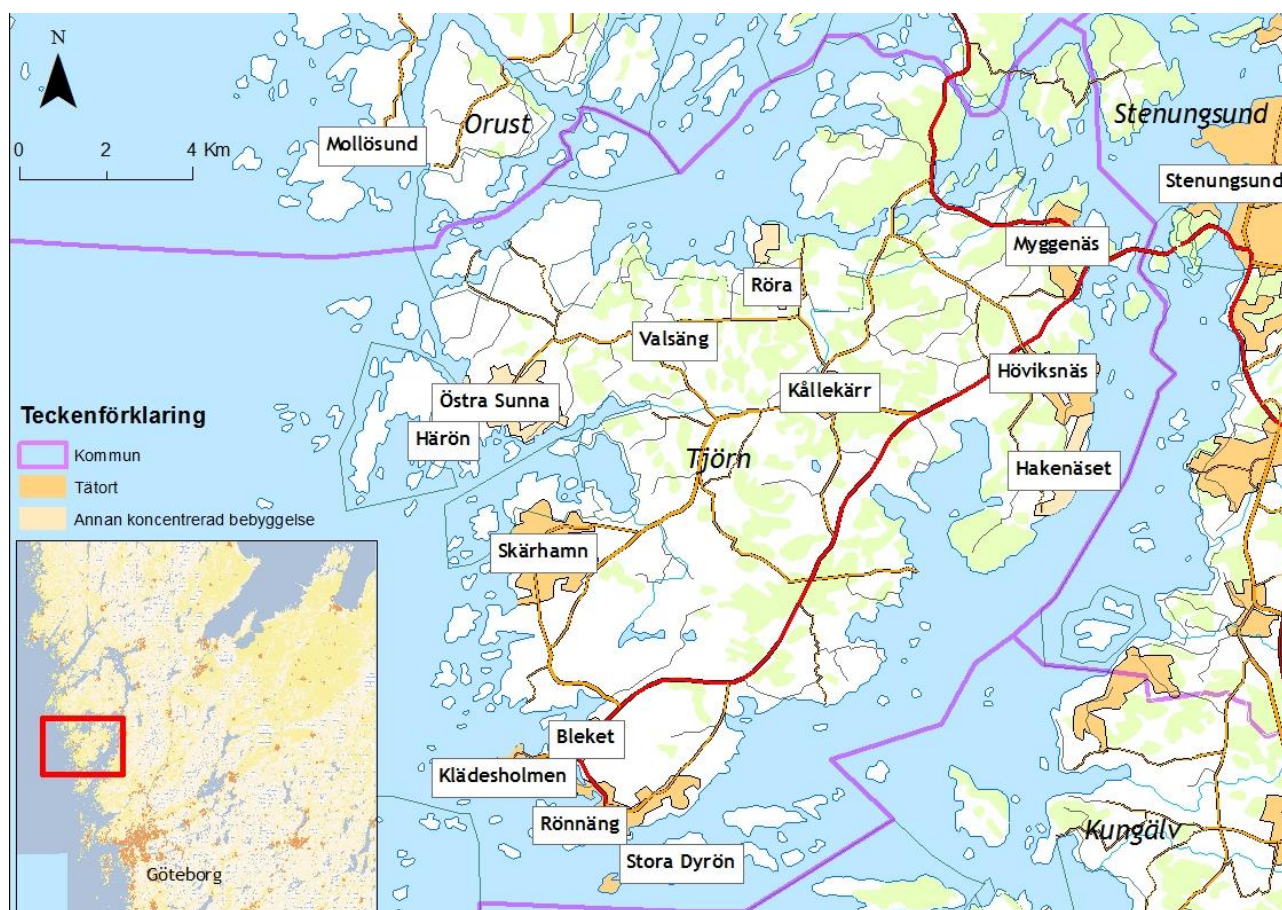 N
0 2 4 Km
Orust
Mollösund
Stenungsund
Stenungsund
Myggenäs
Röra
Valsäng
Höviksnäs
Kållekärr
Östra Sunna
Härön
Tjörn
Hakenäset
Teckenförklaring
Kommun
Tätort
Annan koncentrerad bebyggelse
Skärhamn
Bleket
Klädesholmen
Rönnäng
Stora Dyrön
Kungälv
Göteborg